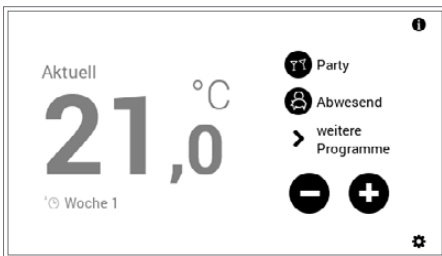 Aktuell
21,0 °C
Woche 1
Party
Abwesend
weitere
Programme